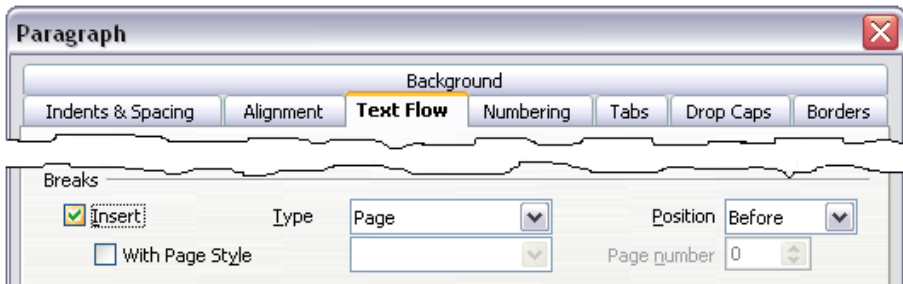 Paragraph
Background
Indents & Spacing Alignment Text Flow Numbering Tabs Drop Caps Borders
Breaks
Insert Type Page Position Before
With Page Style Page number 0